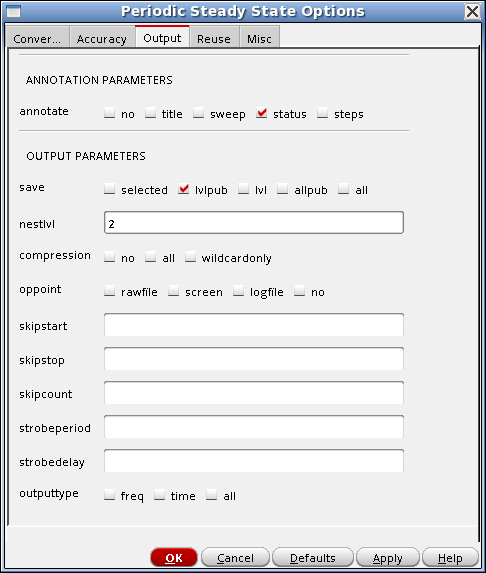 Periodic Steady State Options
Conver... Accuracy Output Reuse Misc
ANNOTATION PARAMETERS
annotate no title sweep status steps
OUTPUT PARAMETERS
save selected lvlpub lvl allpub all
nestlvl 2
compression no all wildcardonly
oppoint rawfile screen logfile no
skipstart
skipstop
skipcount
strobeperiod
strobedelay
outputtype freq time all
OK Cancel Defaults Apply Help